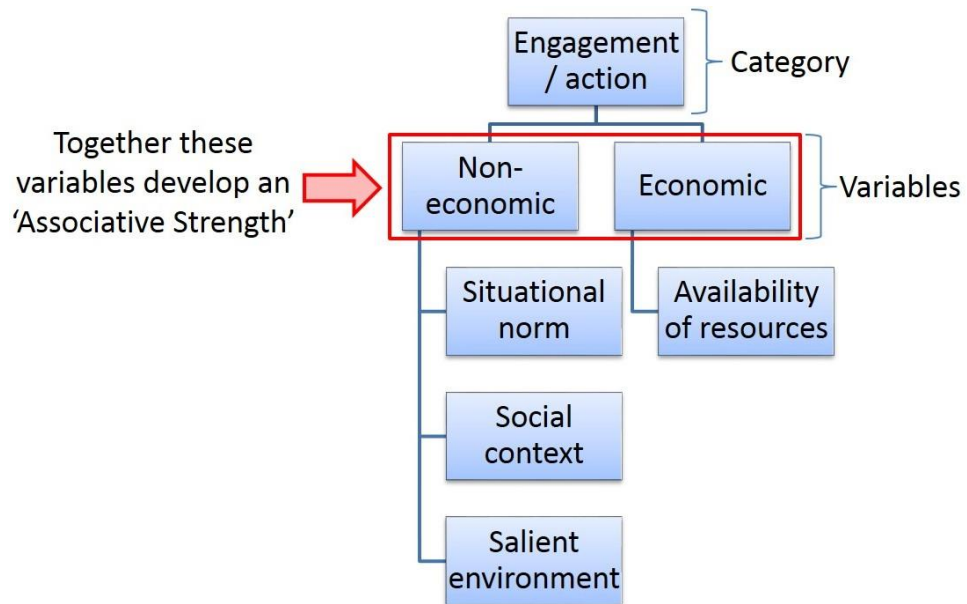 Engagement
/ action
Category
Together these
variables develop an
‘Associative Strength’
Non-
economic
Economic
Variables
Situational
norm
Availability
of resources
Social
context
Salient
environment